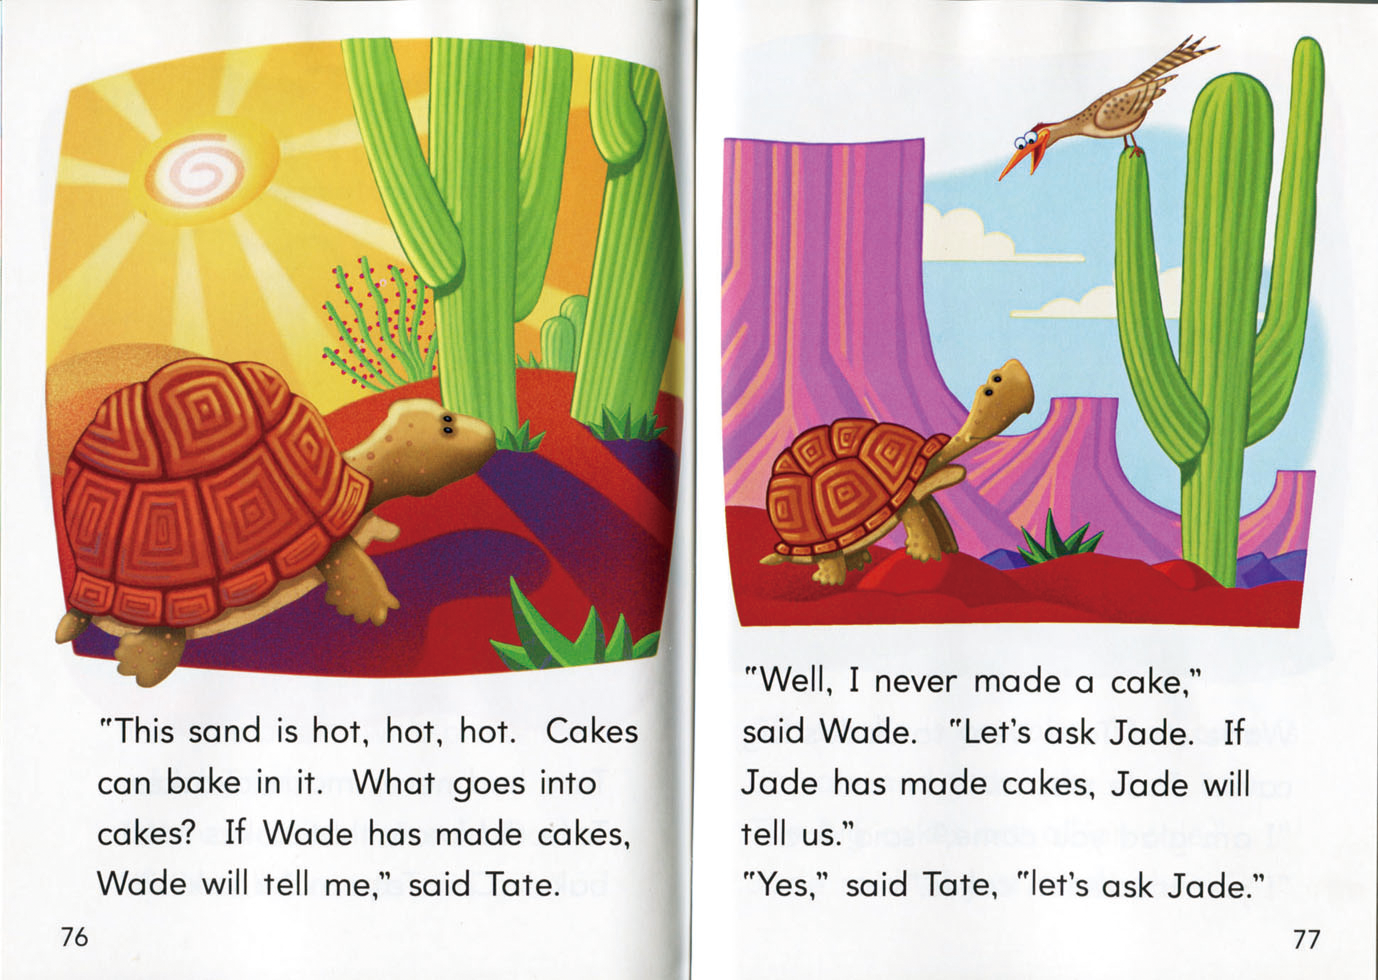 "This sand is hot, hot, hot. Cakes
can bake in it. What goes into
cakes? If Wade has made cakes,
Wade will tell me," said Tate.
76
"Well, I never made a cake,"
said Wade. "Let's ask Jade. If
Jade has made cakes, Jade will
tell us."
"Yes," said Tate, "let's ask Jade."
77